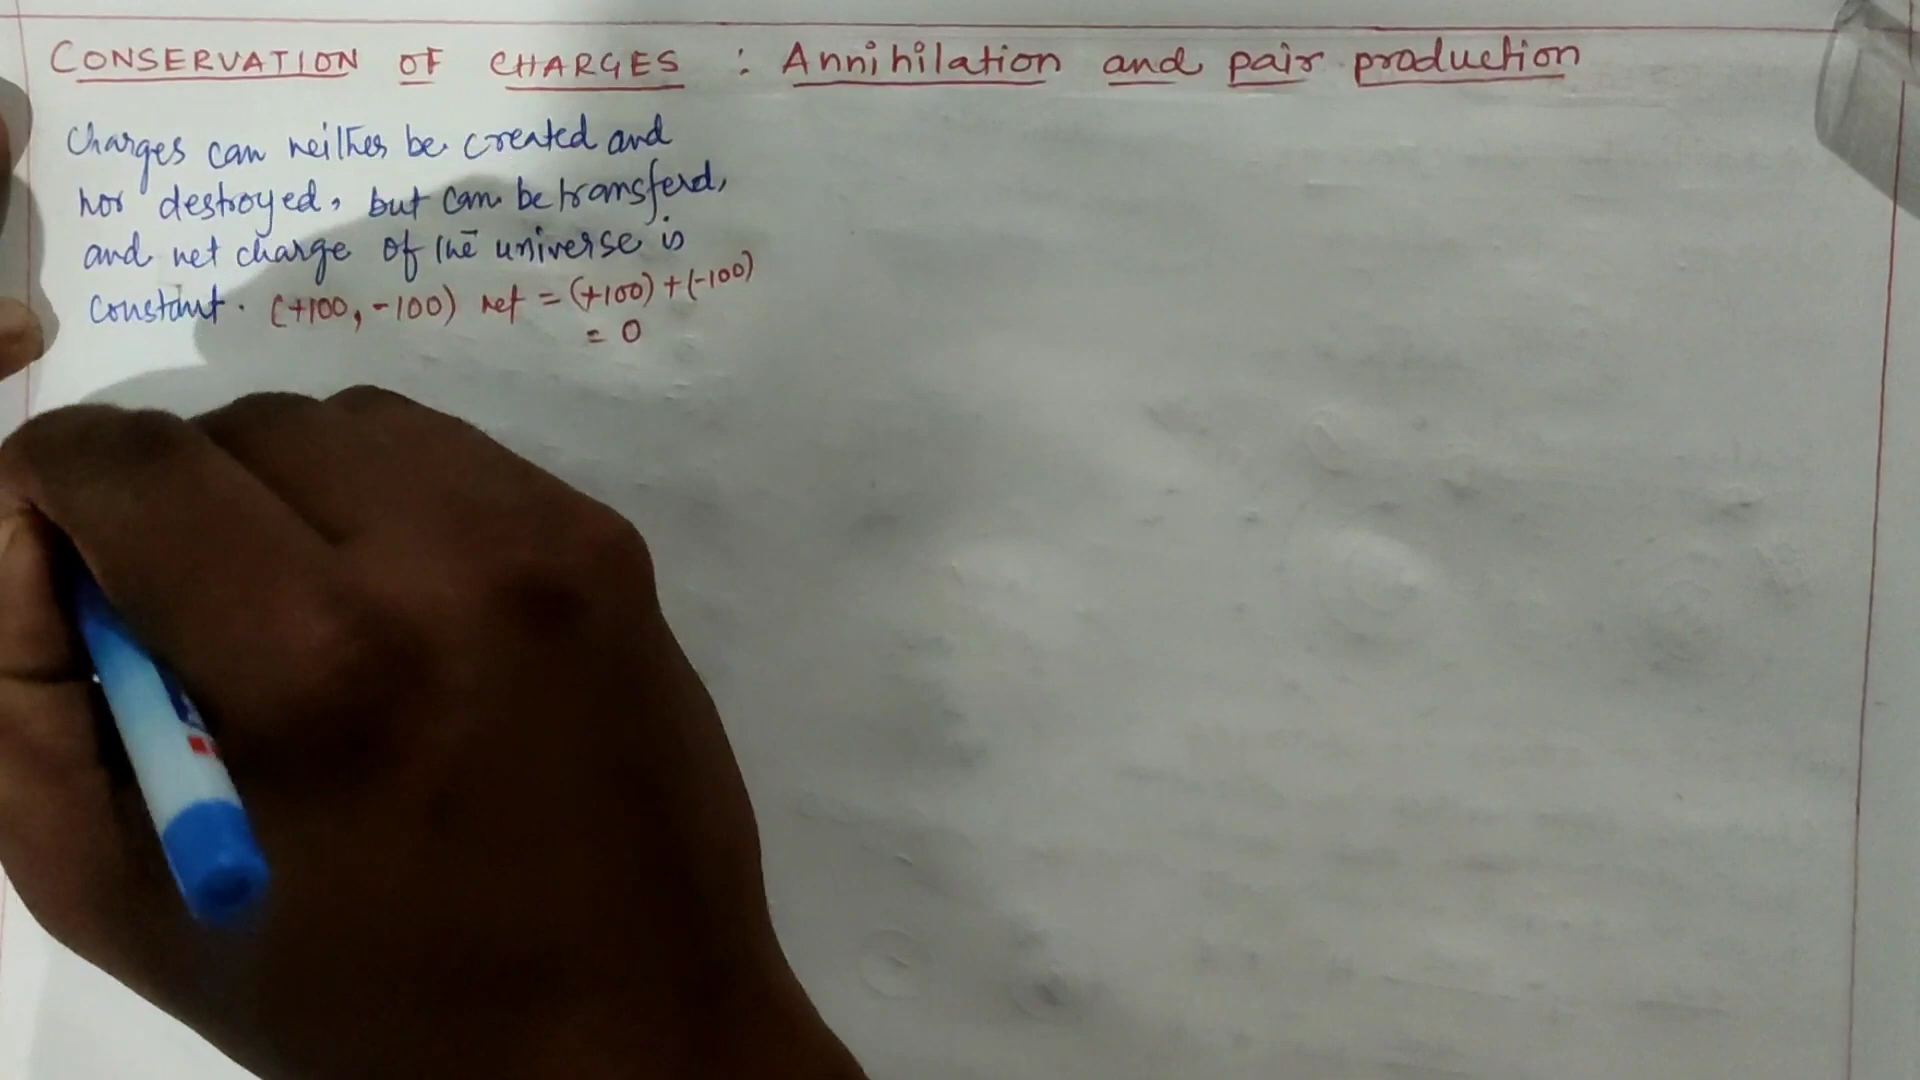 CONSERVATION OF CHARGES : Annihilation and pair production
Charges can neither be created and
nor destroyed, but can be transferd,
and net charge of the universe is
constant. (+100, -100) net = (+100) + (-100)
= 0